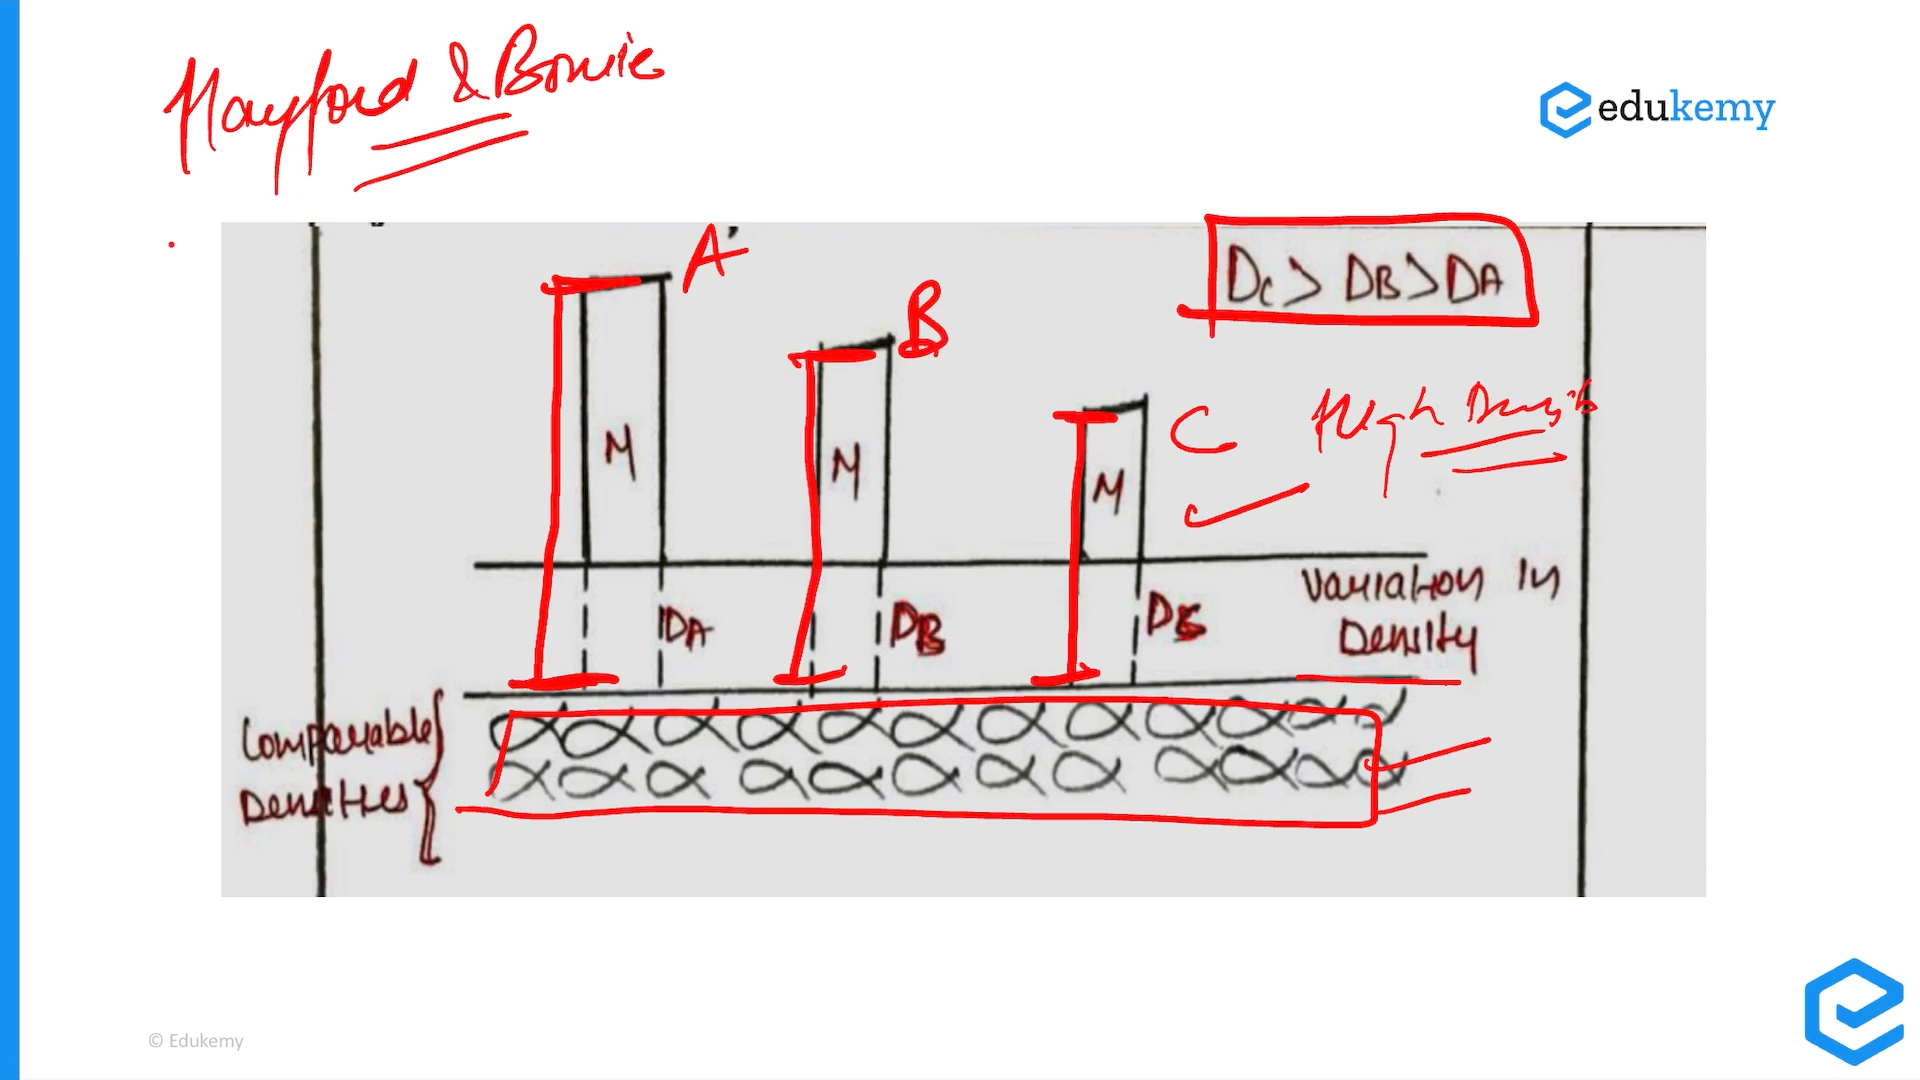 Hayford & Bowie
edukemy
A
DC > DB > DA
B
C High Density
M
M
M
Variation in
Density
DA
DB
DC
Comparable
Densities
© Edukemy